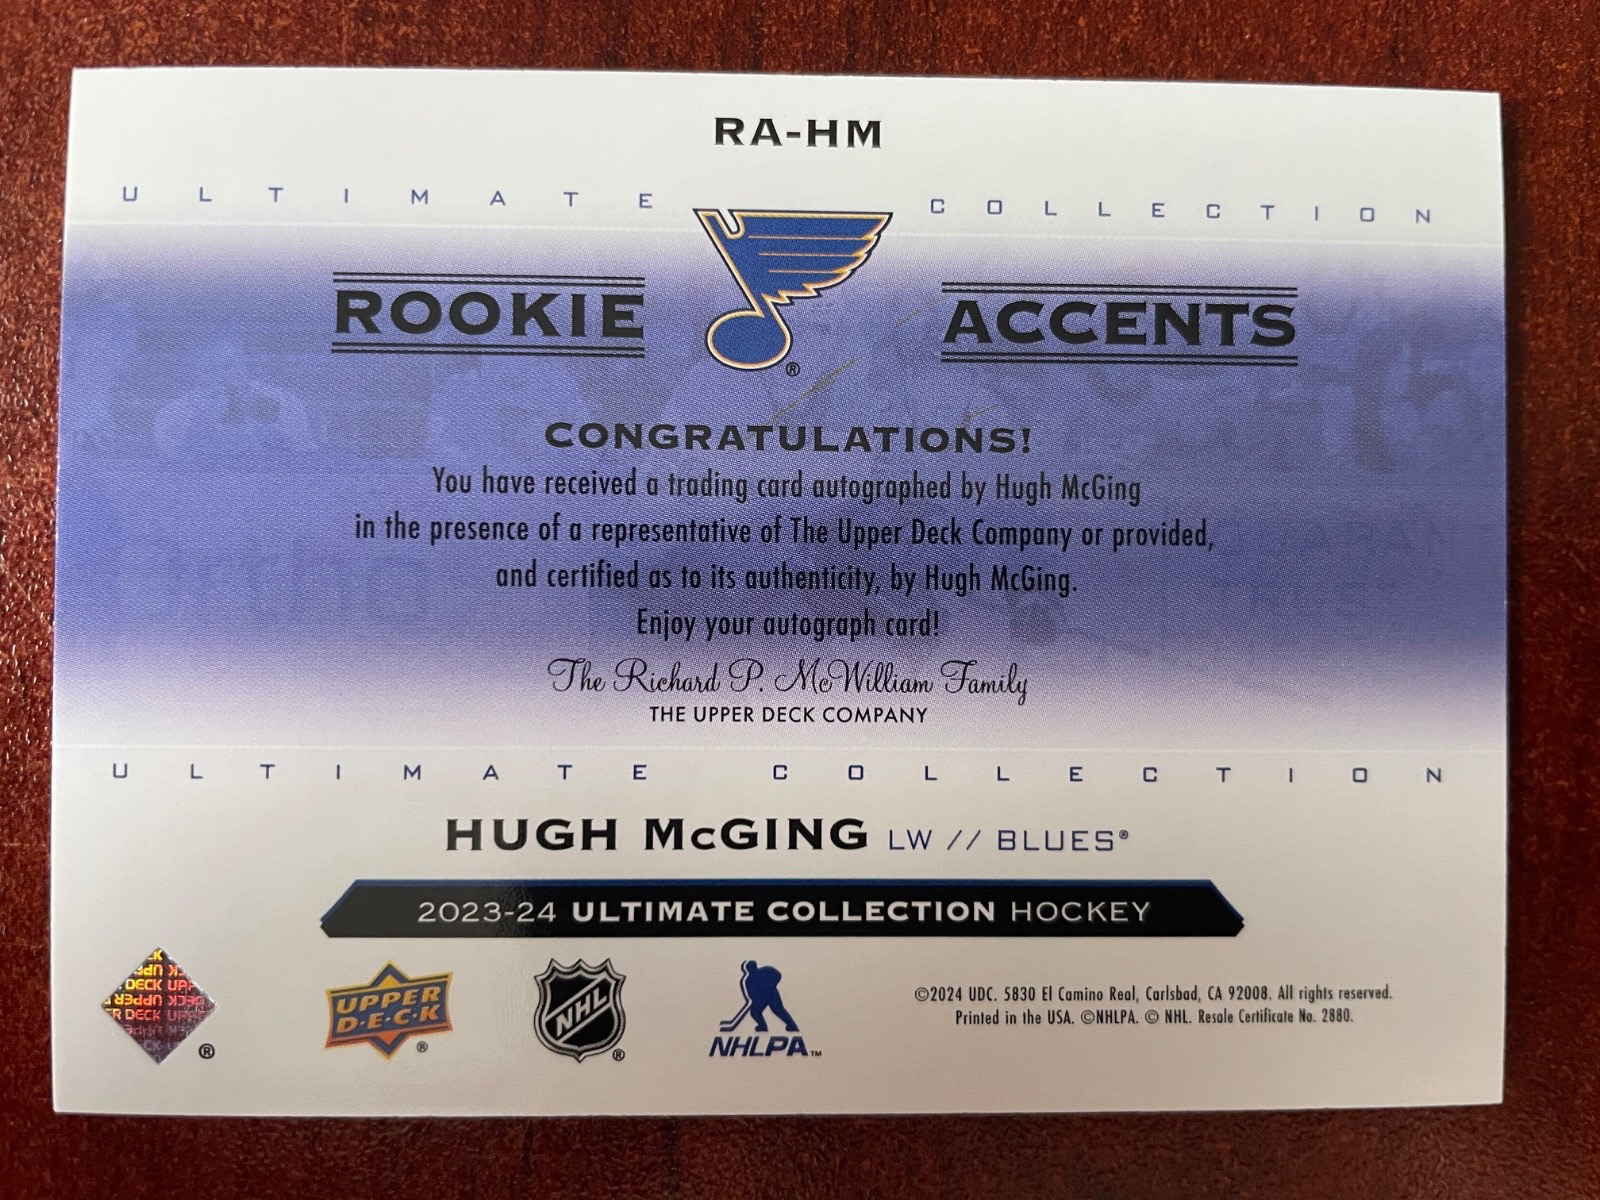 RA-HM
ULTIMATE COLLECTION
ROOKIE ACCENTS
®
CONGRATULATIONS!
You have received a trading card autographed by Hugh McGing
in the presence of a representative of The Upper Deck Company or provided,
and certified as to its authenticity, by Hugh McGing.
Enjoy your autograph card!
The Richard P. McWilliam Family
THE UPPER DECK COMPANY
ULTIMATE COLLECTION
HUGH McGING LW // BLUES®
2023-24 ULTIMATE COLLECTION HOCKEY
®
UPPER
D·E·C·K
®
NHL
®
NHLPA™
©2024 UDC. 5830 El Camino Real, Carlsbad, CA 92008. All rights reserved.
Printed in the USA. ©NHLPA. © NHL. Resale Certificate No. 2880.